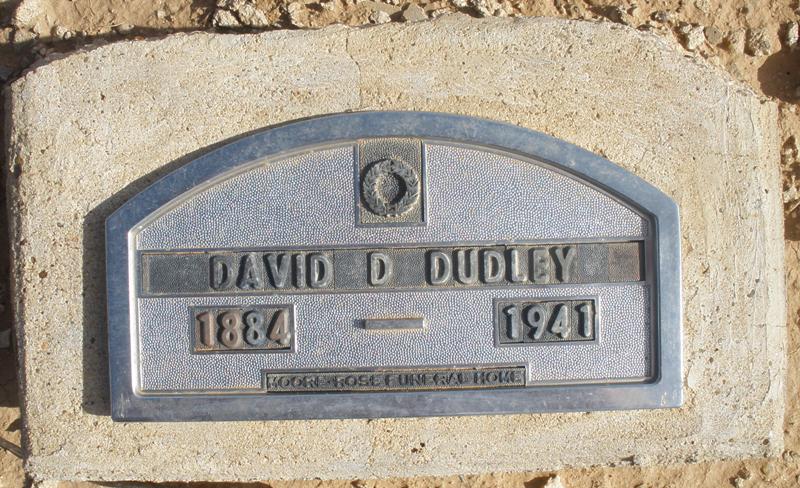 DAVID D DUDLEY
1884 — 1941
MOORE-ROSE FUNERAL HOME